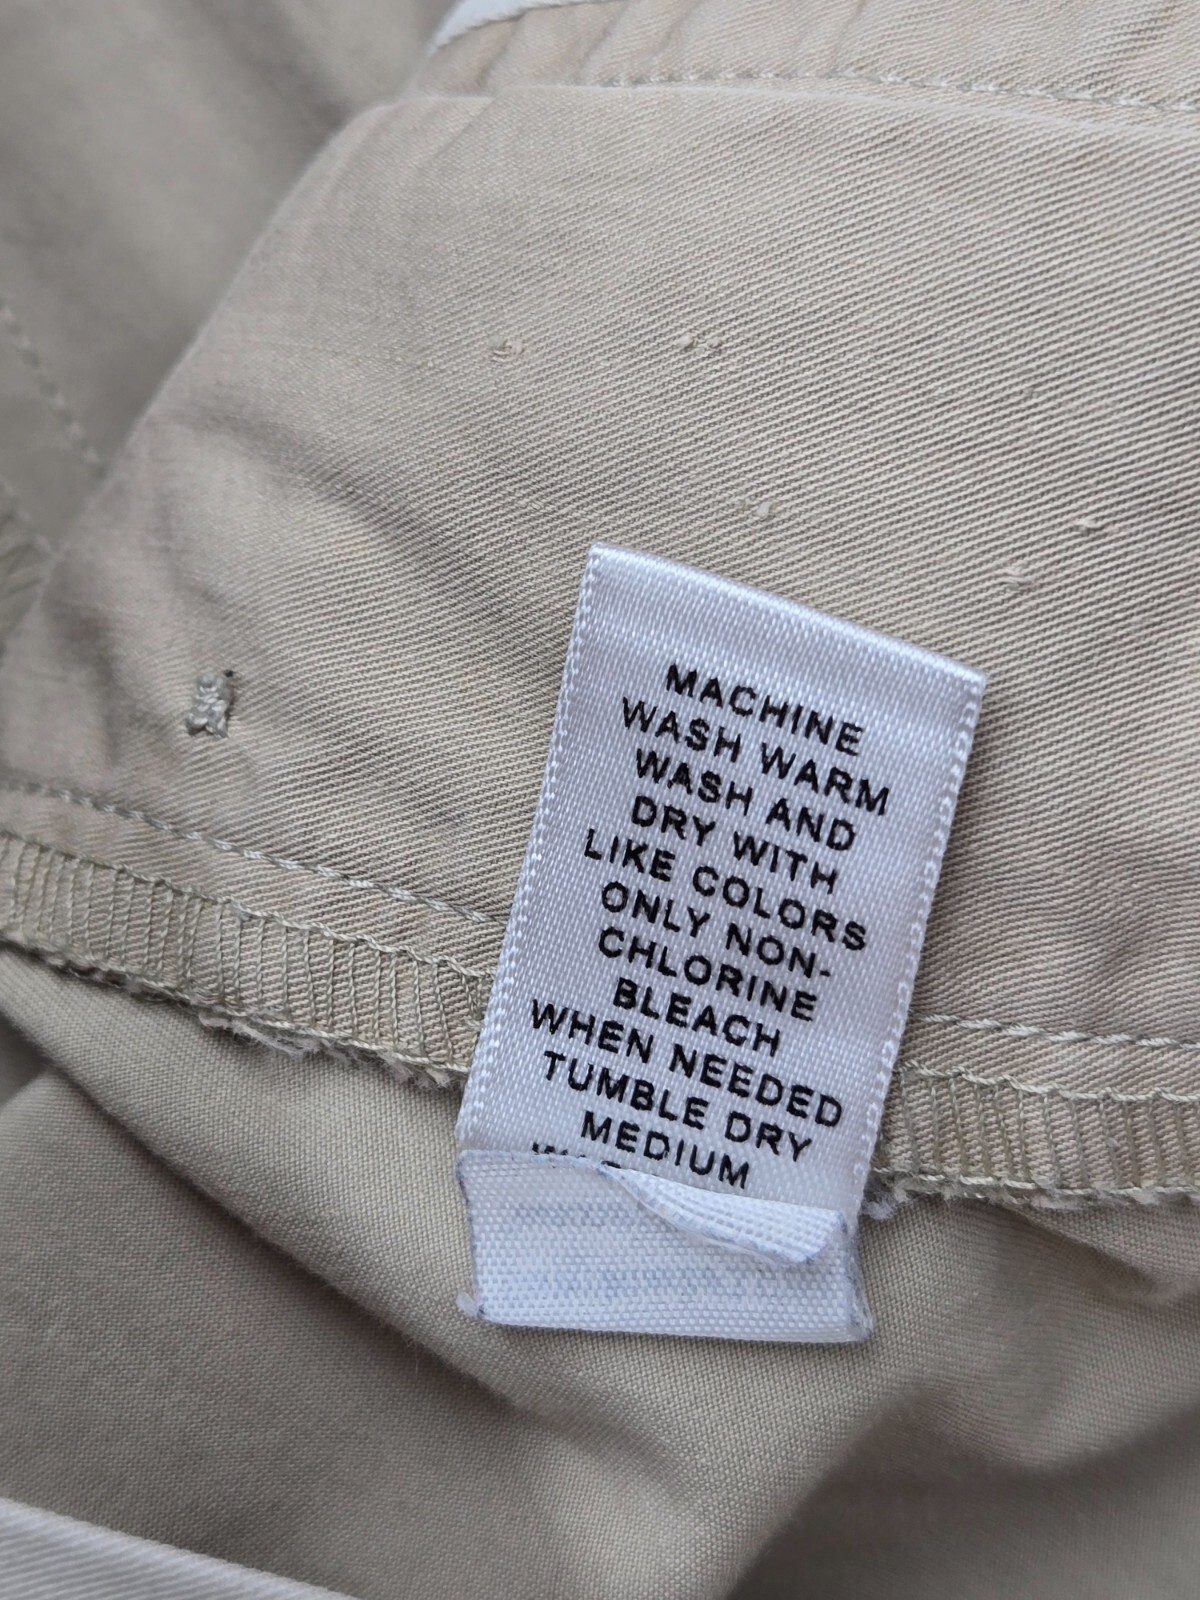 MACHINE
WASH WARM
WASH AND
DRY WITH
LIKE COLORS
ONLY NON-
CHLORINE
BLEACH
WHEN NEEDED
TUMBLE DRY
MEDIUM